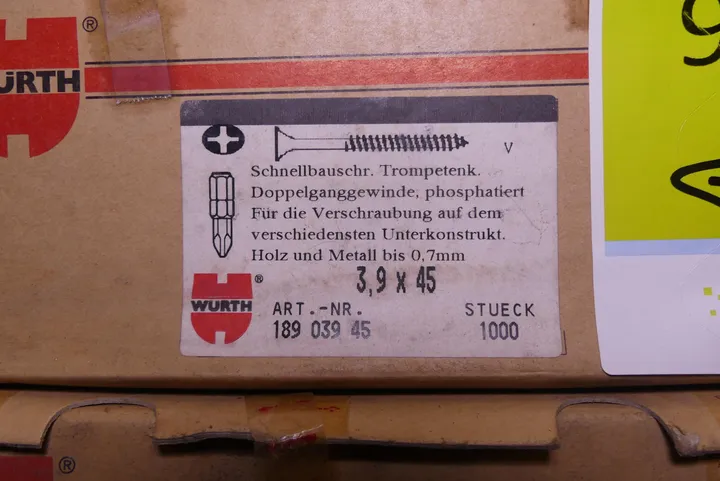 ®
WÜRTH
V
Schnellbauschr. Trompetenk.
Doppelganggewinde, phosphatiert
Für die Verschraubung auf dem
verschiedensten Unterkonstrukt.
Holz und Metall bis 0,7mm
3,9 x 45
WÜRTH ®
ART.-NR. STUECK
189 039 45 1000
®